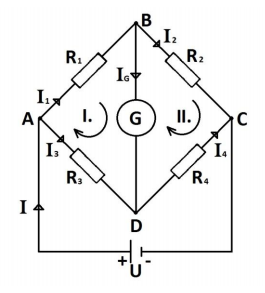 B
I₂
R₁
R₂
I_G
I₁
I.
G
II.
A
C
I₃
I₄
R₃
R₄
D
I
+ -
U